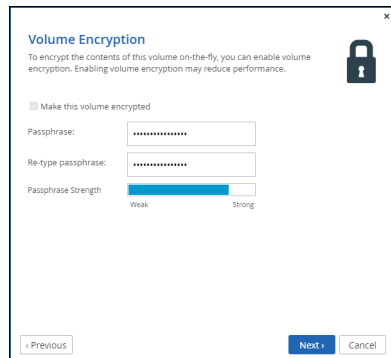 ×
Volume Encryption
To encrypt the contents of this volume on-the-fly, you can enable volume
encryption. Enabling volume encryption may reduce performance.
Make this volume encrypted
Passphrase:
••••••••••••••••
Re-type passphrase:
••••••••••••••••
Passphrase Strength
Weak Strong
‹ Previous Next › Cancel